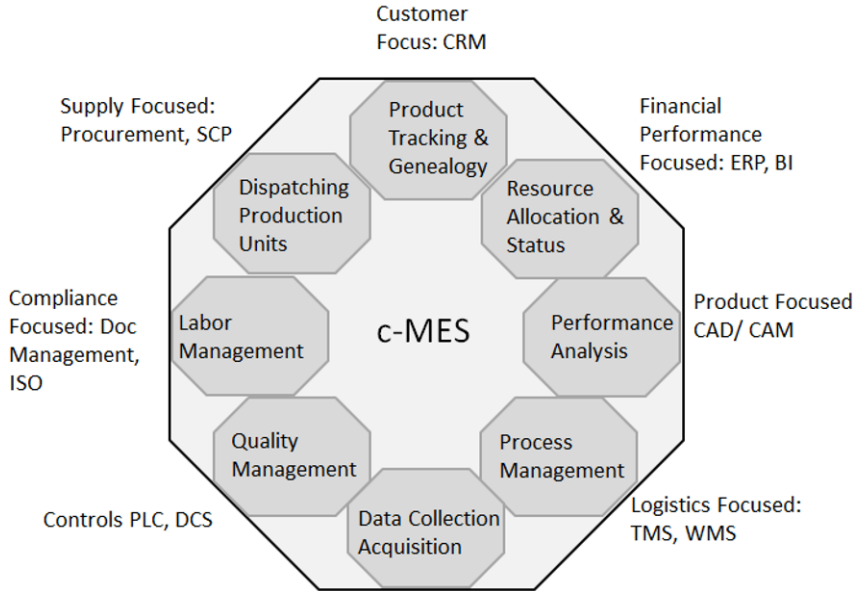 Customer
Focus: CRM
Supply Focused:
Procurement, SCP
Financial
Performance
Focused: ERP, BI
Product
Tracking &
Genealogy
Dispatching
Production
Units
Resource
Allocation &
Status
Compliance
Focused: Doc
Management,
ISO
Labor
Management
c-MES
Performance
Analysis
Product Focused
CAD/ CAM
Quality
Management
Process
Management
Controls PLC, DCS
Data Collection
Acquisition
Logistics Focused:
TMS, WMS